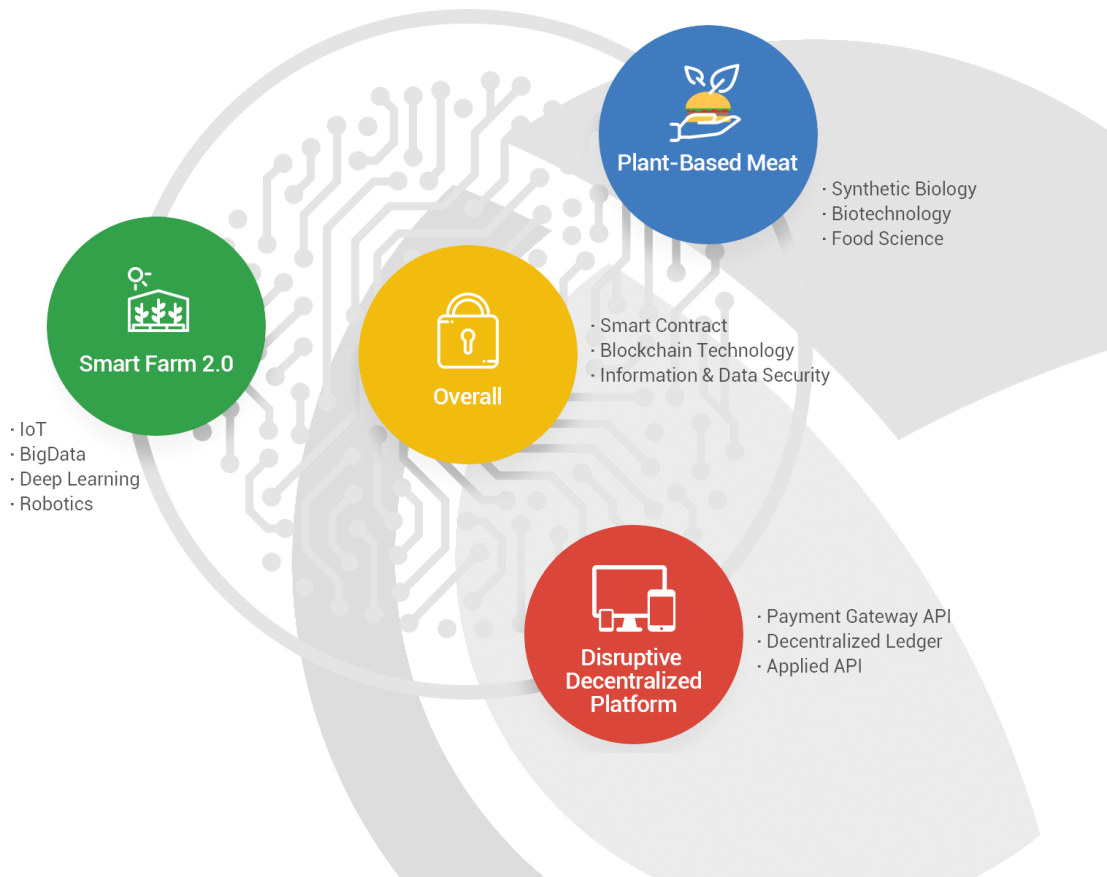 Plant-Based Meat
· Synthetic Biology
· Biotechnology
· Food Science
Smart Farm 2.0
· IoT
· BigData
· Deep Learning
· Robotics
Overall
· Smart Contract
· Blockchain Technology
· Information & Data Security
Disruptive
Decentralized
Platform
· Payment Gateway API
· Decentralized Ledger
· Applied API